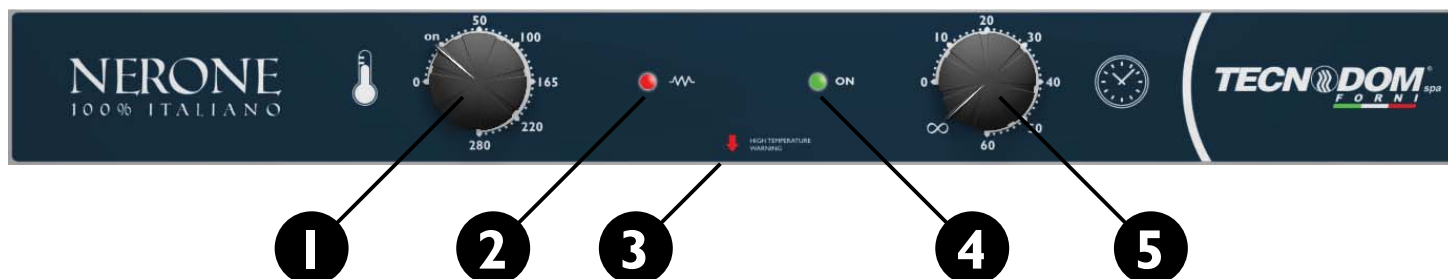 NERONE
100% ITALIANO
0
on
50
100
165
220
280
ON
HIGH TEMPERATURE
WARNING
∞
0
10
20
30
40
50
60
TECNODOM
spa
FORNI
1
2
3
4
5